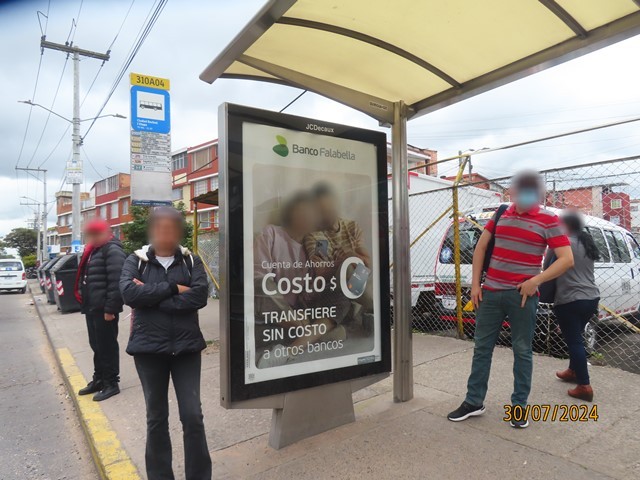 310A04
JCDecaux
Banco Falabella
Cuenta de Ahorros
Costo $0
TRANSFIERE
SIN COSTO
a otros bancos
30/07/2024